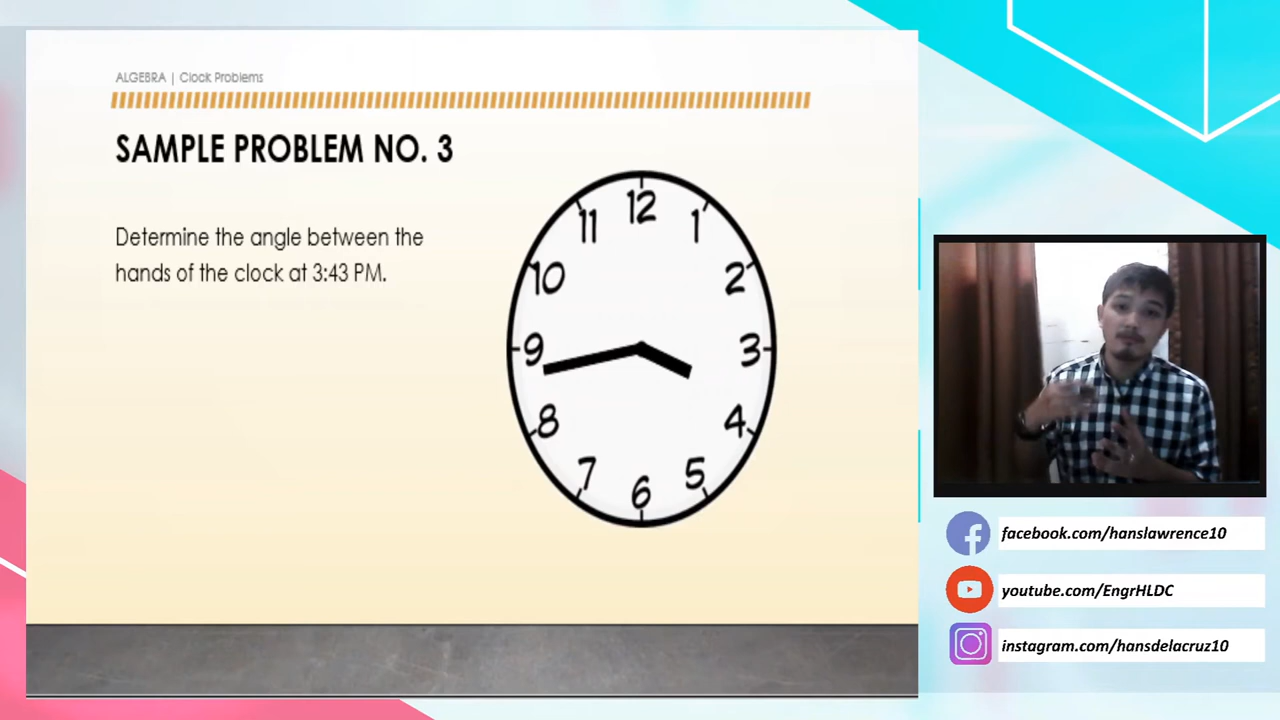 ALGEBRA | Clock Problems
SAMPLE PROBLEM NO. 3
Determine the angle between the
hands of the clock at 3:43 PM.
12
11
1
10
2
9
3
8
4
7
5
6
facebook.com/hanslawrence10
youtube.com/EngrHLDC
instagram.com/hansdelacruz10